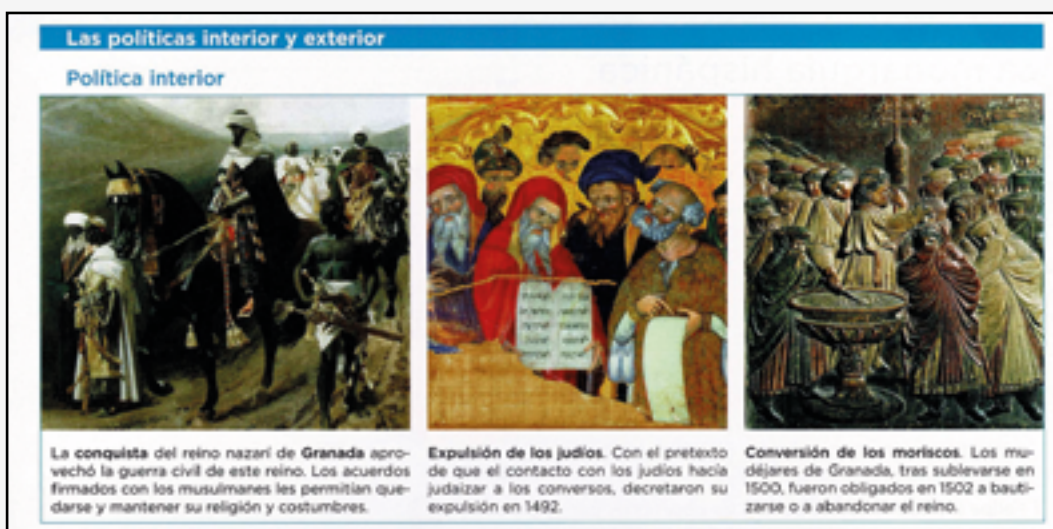 Las políticas interior y exterior
Política interior
La conquista del reino nazarí de Granada apro-
vechó la guerra civil de este reino. Los acuerdos
firmados con los musulmanes les permitían que-
darse y mantener su religión y costumbres.
Expulsión de los judíos. Con el pretexto
de que el contacto con los judíos hacía
judaizar a los conversos, decretaron su
expulsión en 1492.
Conversión de los moriscos. Los mu-
déjares de Granada, tras sublevarse en
1500, fueron obligados en 1502 a bauti-
zarse o a abandonar el reino.